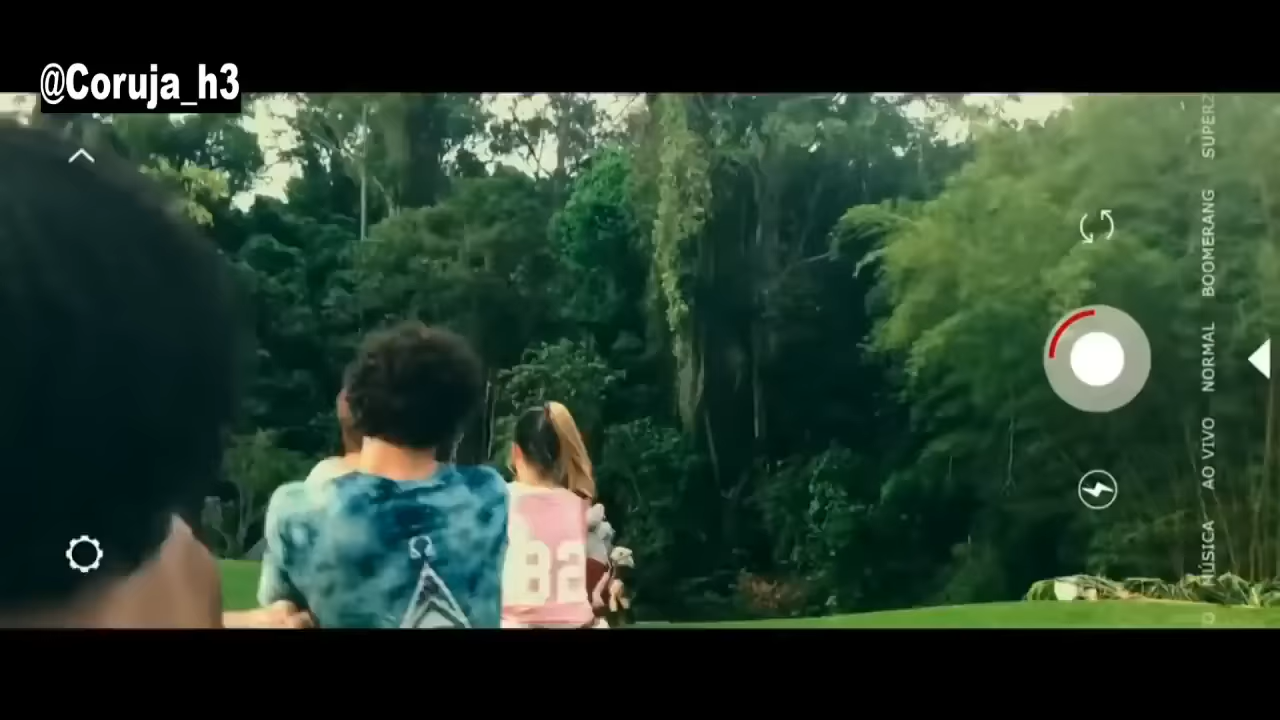 @Coruja_h3
SUPERZ
BOOMERANG
NORMAL
AO VIVO
MÚSICA
82